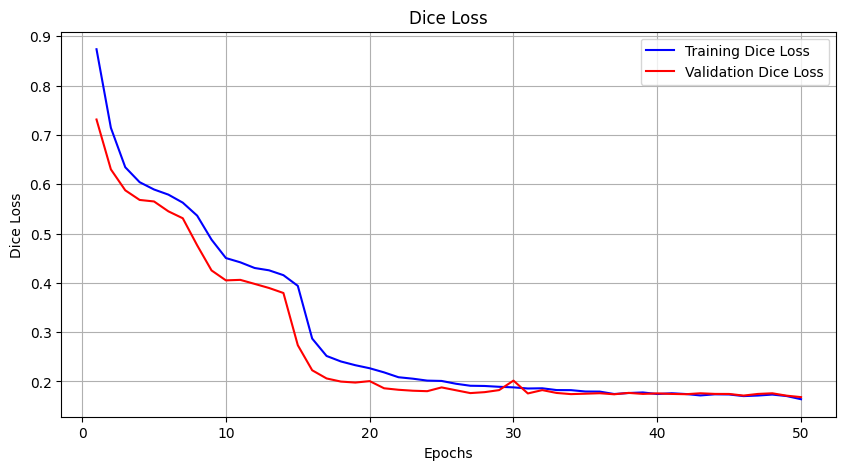 Dice Loss
Training Dice Loss
Validation Dice Loss
0.9
0.8
0.7
0.6
0.5
0.4
0.3
0.2
Dice Loss
0 10 20 30 40 50
Epochs